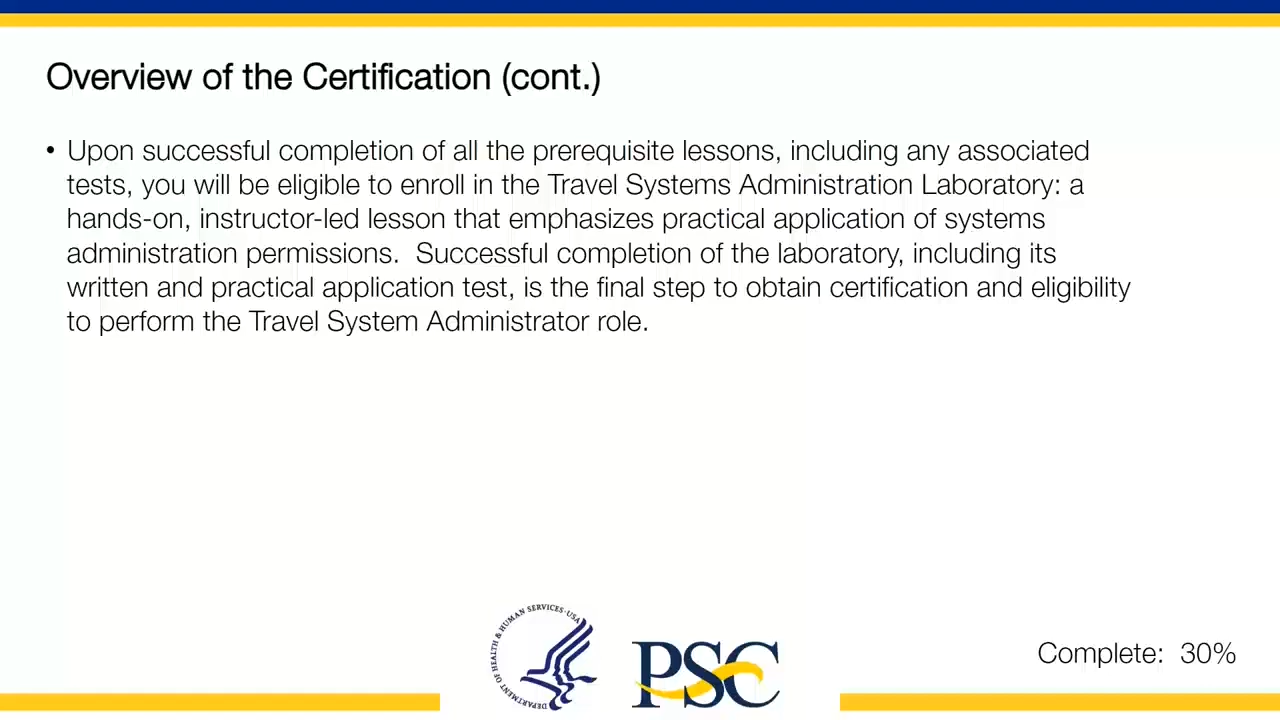 Overview of the Certification (cont.)
• Upon successful completion of all the prerequisite lessons, including any associated
tests, you will be eligible to enroll in the Travel Systems Administration Laboratory: a
hands-on, instructor-led lesson that emphasizes practical application of systems
administration permissions.  Successful completion of the laboratory, including its
written and practical application test, is the final step to obtain certification and eligibility
to perform the Travel System Administrator role.
DEPARTMENT OF HEALTH & HUMAN SERVICES · USA
PSC
Complete:  30%